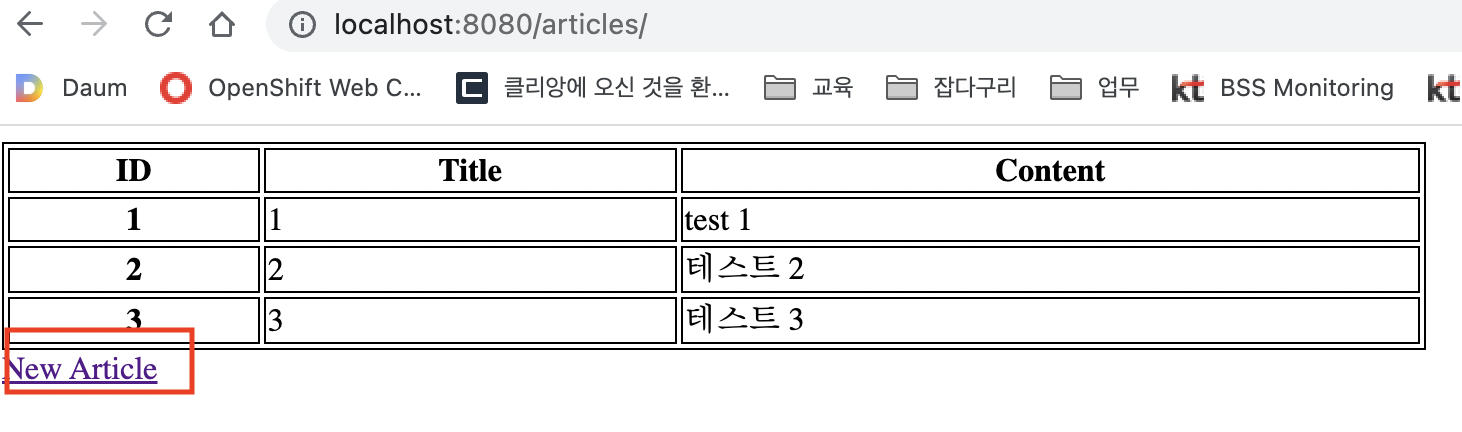 localhost:8080/articles/
Daum OpenShift Web C... 클리앙에 오신 것을 환... 교육 잡다구리 업무 kt BSS Monitoring kt
ID Title Content
1 1 test 1
2 2 테스트 2
3 3 테스트 3
New Article